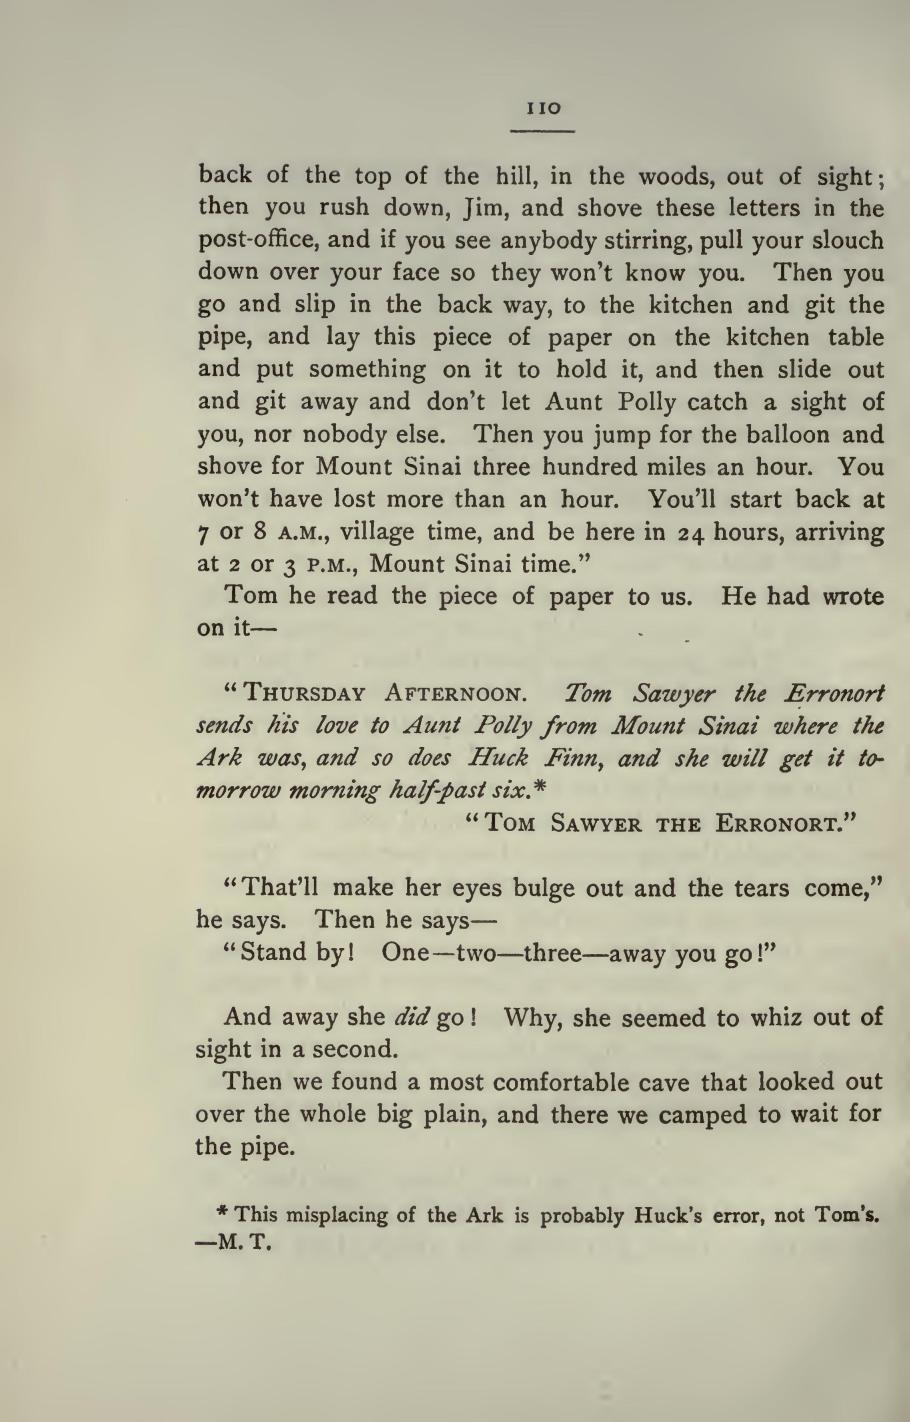 110
back of the top of the hill, in the woods, out of sight;
then you rush down, Jim, and shove these letters in the
post-office, and if you see anybody stirring, pull your slouch
down over your face so they won't know you. Then you
go and slip in the back way, to the kitchen and git the
pipe, and lay this piece of paper on the kitchen table
and put something on it to hold it, and then slide out
and git away and don't let Aunt Polly catch a sight of
you, nor nobody else. Then you jump for the balloon and
shove for Mount Sinai three hundred miles an hour. You
won't have lost more than an hour. You'll start back at
7 or 8 A.M., village time, and be here in 24 hours, arriving
at 2 or 3 P.M., Mount Sinai time."
Tom he read the piece of paper to us. He had wrote
on it—
"THURSDAY AFTERNOON. Tom Sawyer the Erronort
sends his love to Aunt Polly from Mount Sinai where the
Ark was, and so does Huck Finn, and she will get it to-
morrow morning half-past six.*
"TOM SAWYER THE ERRONORT."
"That'll make her eyes bulge out and the tears come,"
he says. Then he says—
"Stand by! One—two—three—away you go!"
And away she did go! Why, she seemed to whiz out of
sight in a second.
Then we found a most comfortable cave that looked out
over the whole big plain, and there we camped to wait for
the pipe.
* This misplacing of the Ark is probably Huck's error, not Tom's.
—M. T.